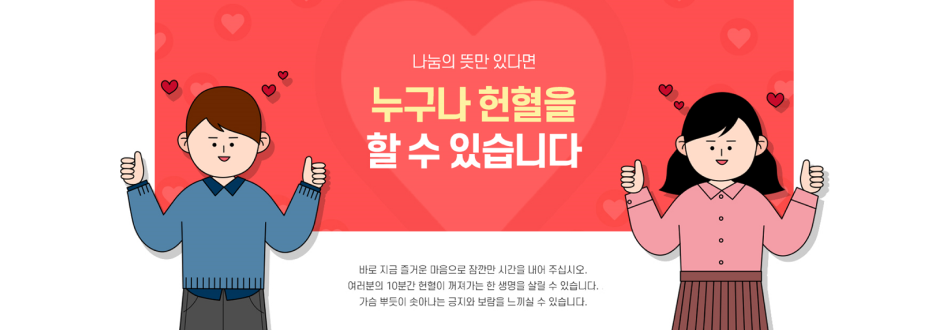 나눔의 뜻만 있다면
누구나 헌혈을
할 수 있습니다
바로 지금 즐거운 마음으로 잠깐만 시간을 내어 주십시오.
여러분의 10분간 헌혈이 꺼져가는 한 생명을 살릴 수 있습니다.
가슴 뿌듯이 솟아나는 긍지와 보람을 느끼실 수 있습니다.